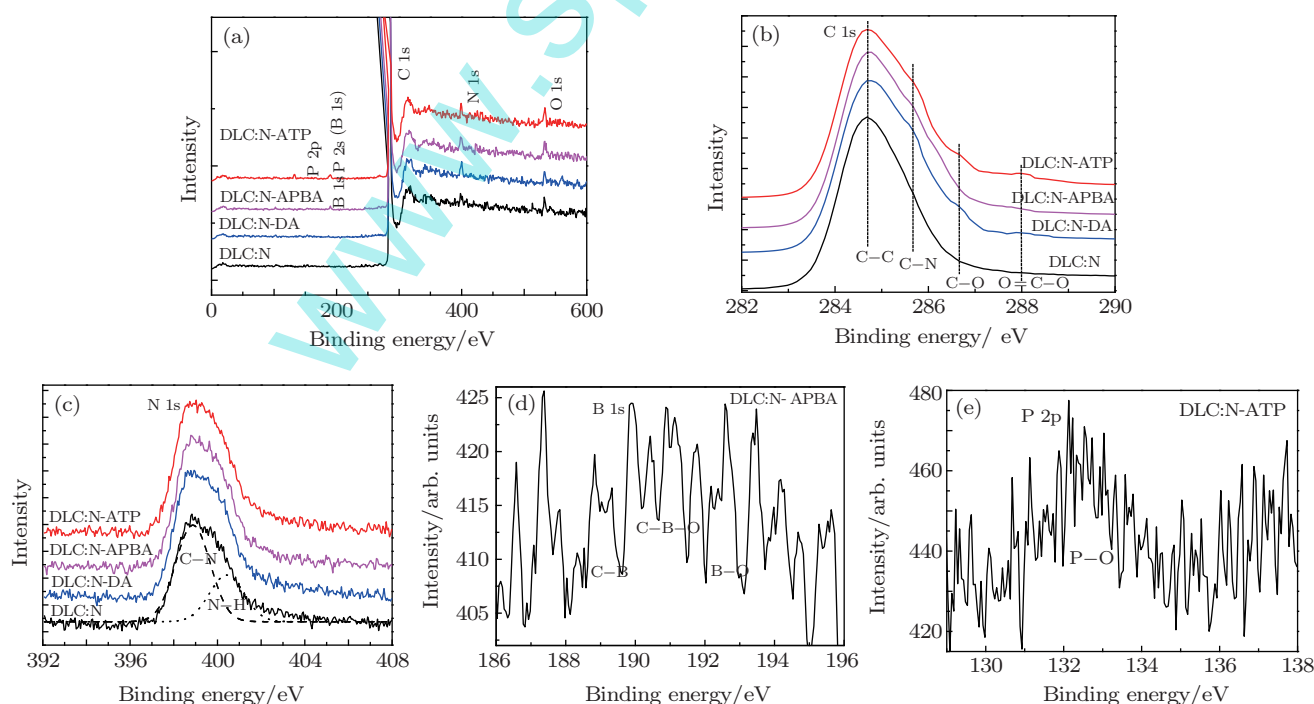 www.s
(a)
C 1s
N 1s
O 1s
P 2p
P 2s (B 1s)
B 1s
DLC:N-ATP
DLC:N-APBA
DLC:N-DA
DLC:N
Intensity
0 200 400 600
Binding energy/eV
(b)
C 1s
DLC:N-ATP
DLC:N-APBA
DLC:N-DA
DLC:N
C−C
C−N
C−O
O=C−O
Intensity
282 284 286 288 290
Binding energy/ eV
(c)
N 1s
DLC:N-ATP
DLC:N-APBA
DLC:N-DA
DLC:N
C−N
N−H
Intensity
392 396 400 404 408
Binding energy/eV
(d)
B 1s
DLC:N- APBA
C−B−O
C−B
B−O
Intensity/arb. units
425
420
415
410
405
186 188 190 192 194 196
Binding energy/eV
(e)
P 2p
DLC:N-ATP
P−O
Intensity/arb. units
480
460
440
420
130 132 134 136 138
Binding energy/eV